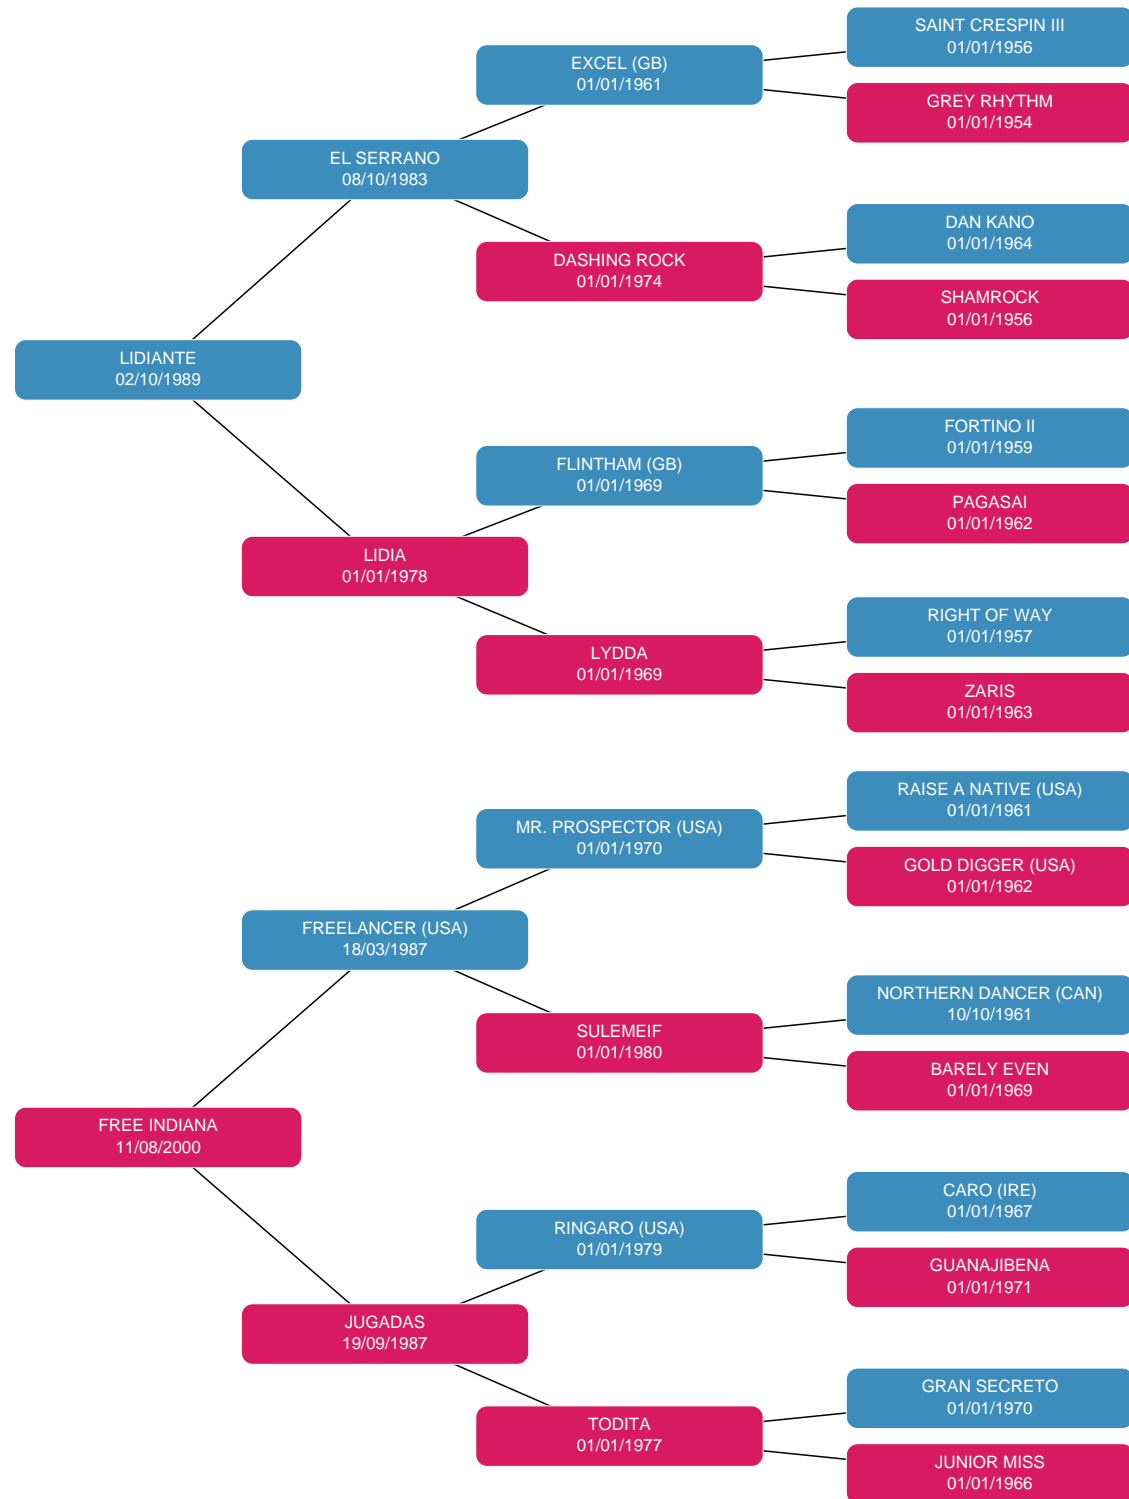 SAINT CRESPIN III
01/01/1956
EXCEL (GB)
01/01/1961
GREY RHYTHM
01/01/1954
EL SERRANO
08/10/1983
DAN KANO
01/01/1964
DASHING ROCK
01/01/1974
SHAMROCK
01/01/1956
LIDIANTE
02/10/1989
FORTINO II
01/01/1959
FLINTHAM (GB)
01/01/1969
PAGASAI
01/01/1962
LIDIA
01/01/1978
RIGHT OF WAY
01/01/1957
LYDDA
01/01/1969
ZARIS
01/01/1963
RAISE A NATIVE (USA)
01/01/1961
MR. PROSPECTOR (USA)
01/01/1970
GOLD DIGGER (USA)
01/01/1962
FREELANCER (USA)
18/03/1987
NORTHERN DANCER (CAN)
10/10/1961
SULEMEIF
01/01/1980
BARELY EVEN
01/01/1969
FREE INDIANA
11/08/2000
CARO (IRE)
01/01/1967
RINGARO (USA)
01/01/1979
GUANAJIBENA
01/01/1971
JUGADAS
19/09/1987
GRAN SECRETO
01/01/1970
TODITA
01/01/1977
JUNIOR MISS
01/01/1966